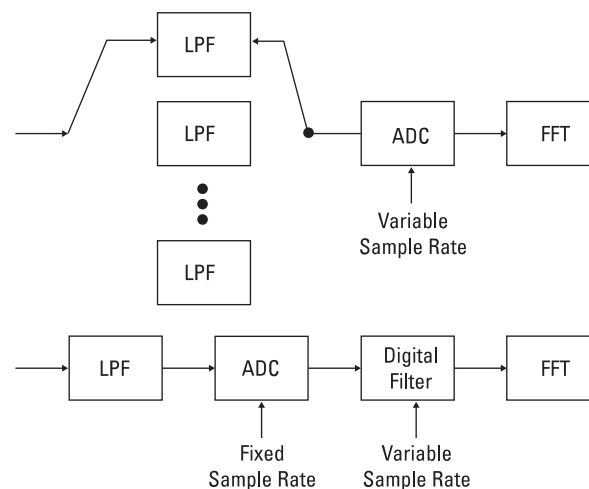 LPF
LPF
ADC
FFT
Variable
Sample Rate
LPF
LPF
ADC
Digital
Filter
FFT
Fixed
Sample Rate
Variable
Sample Rate